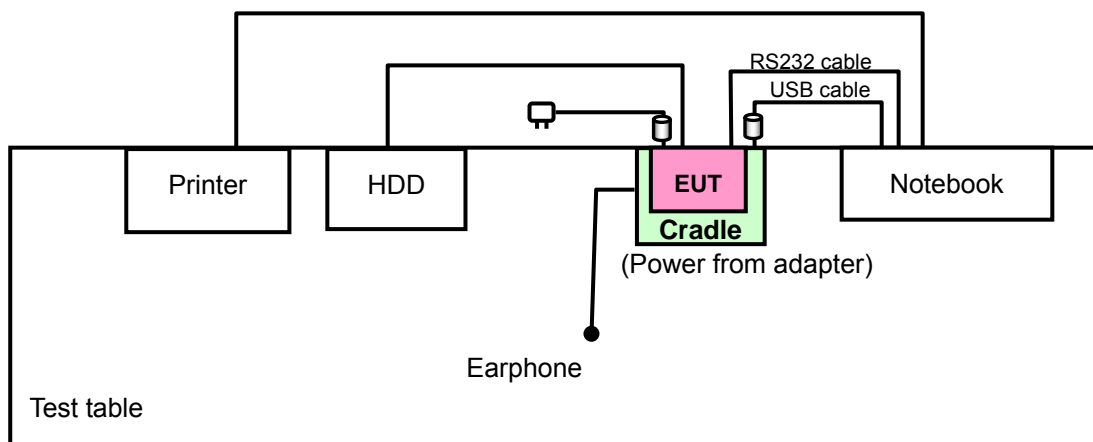 RS232 cable
USB cable
Printer
HDD
EUT
Notebook
Cradle
(Power from adapter)
Earphone
Test table